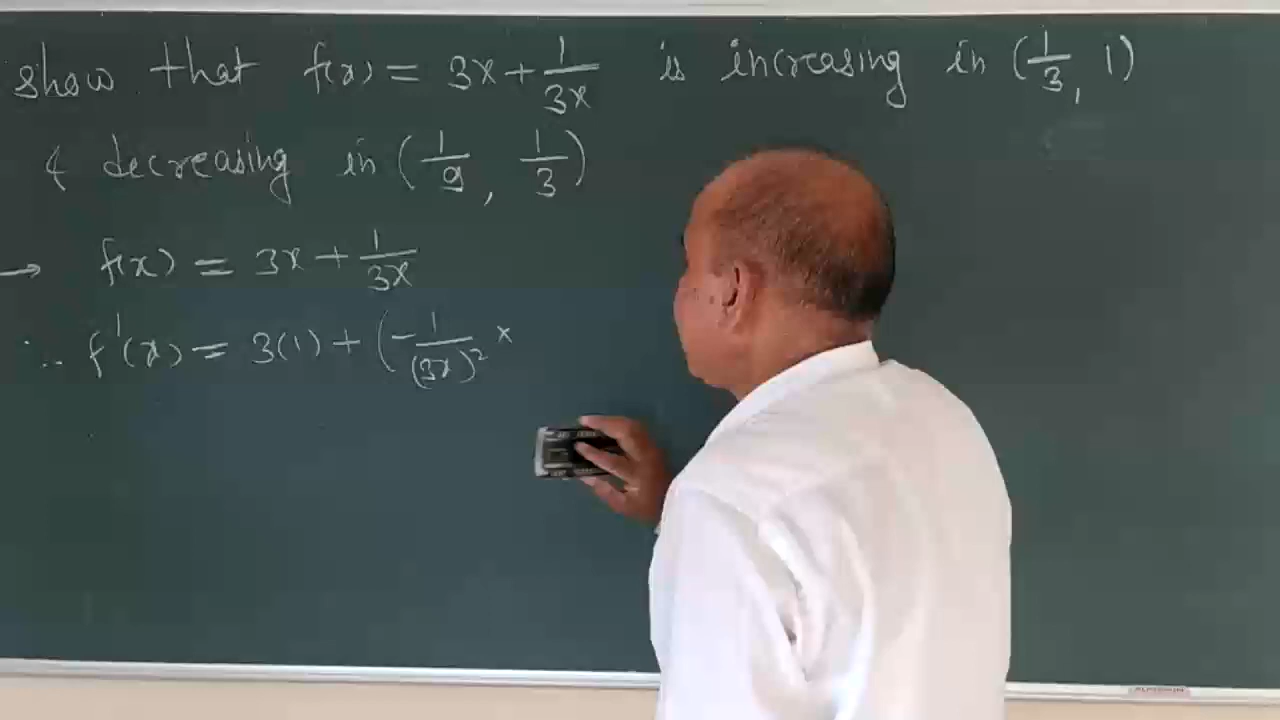 show that f(x) = 3x + 1/3x is increasing in (1/3, 1)
& decreasing in (1/9, 1/3)
→ f(x) = 3x + 1/3x
∴ f'(x) = 3(1) + (-1/(3x)² ×